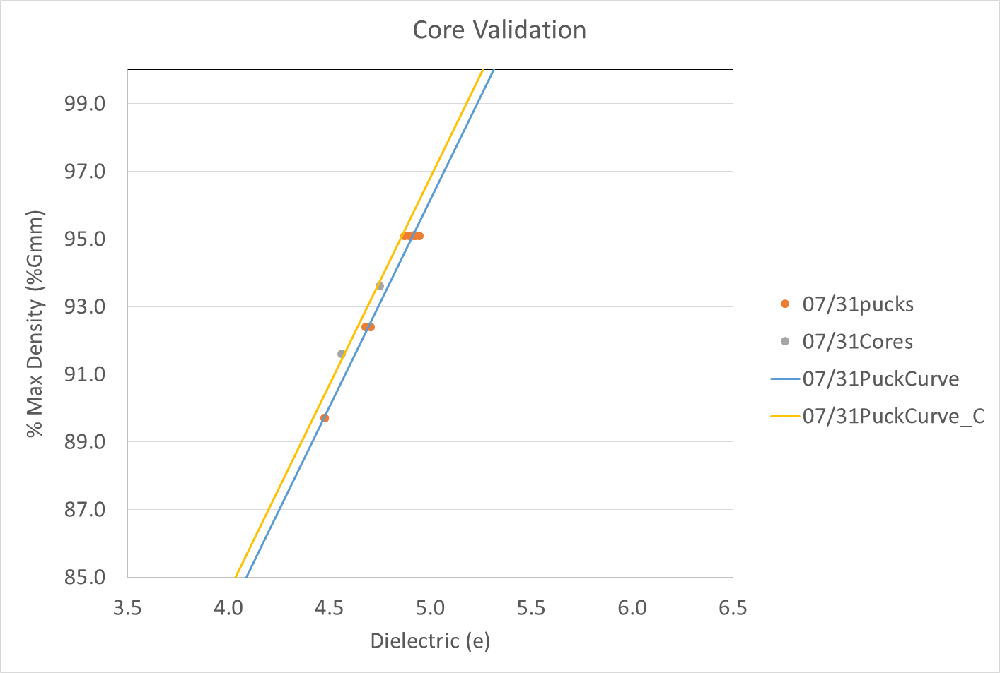 Core Validation
99.0
97.0
95.0
93.0
91.0
89.0
87.0
85.0
% Max Density (%Gmm)
3.5 4.0 4.5 5.0 5.5 6.0 6.5
Dielectric (e)
07/31pucks
07/31Cores
07/31PuckCurve
07/31PuckCurve_C